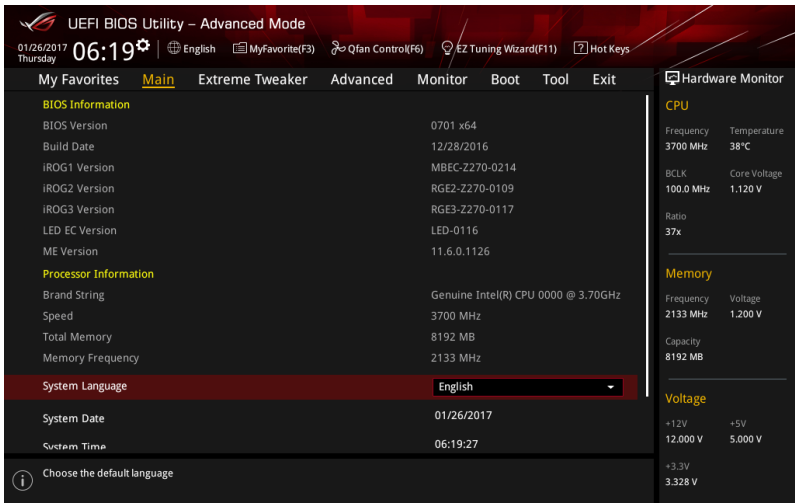 UEFI BIOS Utility – Advanced Mode
01/26/2017
Thursday
06:19
English
MyFavorite(F3)
Qfan Control(F6)
EZ Tuning Wizard(F11)
? Hot Keys
My Favorites Main Extreme Tweaker Advanced Monitor Boot Tool Exit
BIOS Information
BIOS Version 0701 x64
Build Date 12/28/2016
iROG1 Version MBEC-Z270-0214
iROG2 Version RGE2-Z270-0109
iROG3 Version RGE3-Z270-0117
LED EC Version LED-0116
ME Version 11.6.0.1126
Processor Information
Brand String Genuine Intel(R) CPU 0000 @ 3.70GHz
Speed 3700 MHz
Total Memory 8192 MB
Memory Frequency 2133 MHz
System Language English
System Date 01/26/2017
System Time 06:19:27
i Choose the default language
Hardware Monitor
CPU
Frequency Temperature
3700 MHz 38°C
BCLK Core Voltage
100.0 MHz 1.120 V
Ratio
37x
Memory
Frequency Voltage
2133 MHz 1.200 V
Capacity
8192 MB
Voltage
+12V +5V
12.000 V 5.000 V
+3.3V
3.328 V